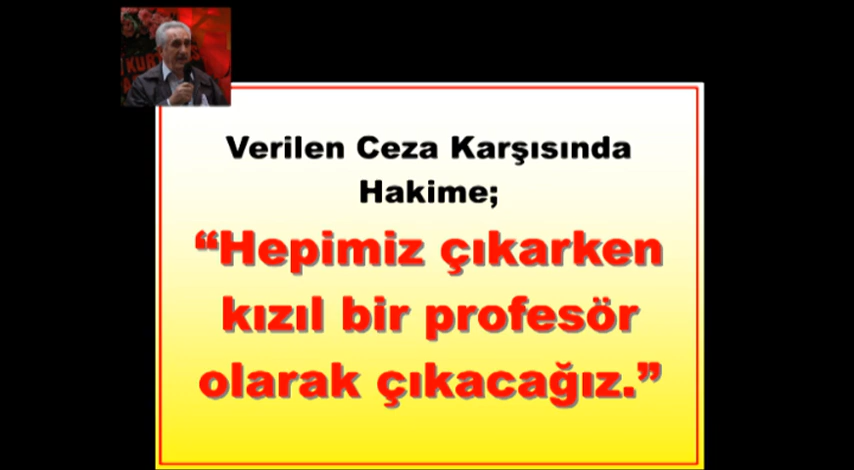 Verilen Ceza Karşısında
Hakime;
“Hepimiz çıkarken
kızıl bir profesör
olarak çıkacağız.”